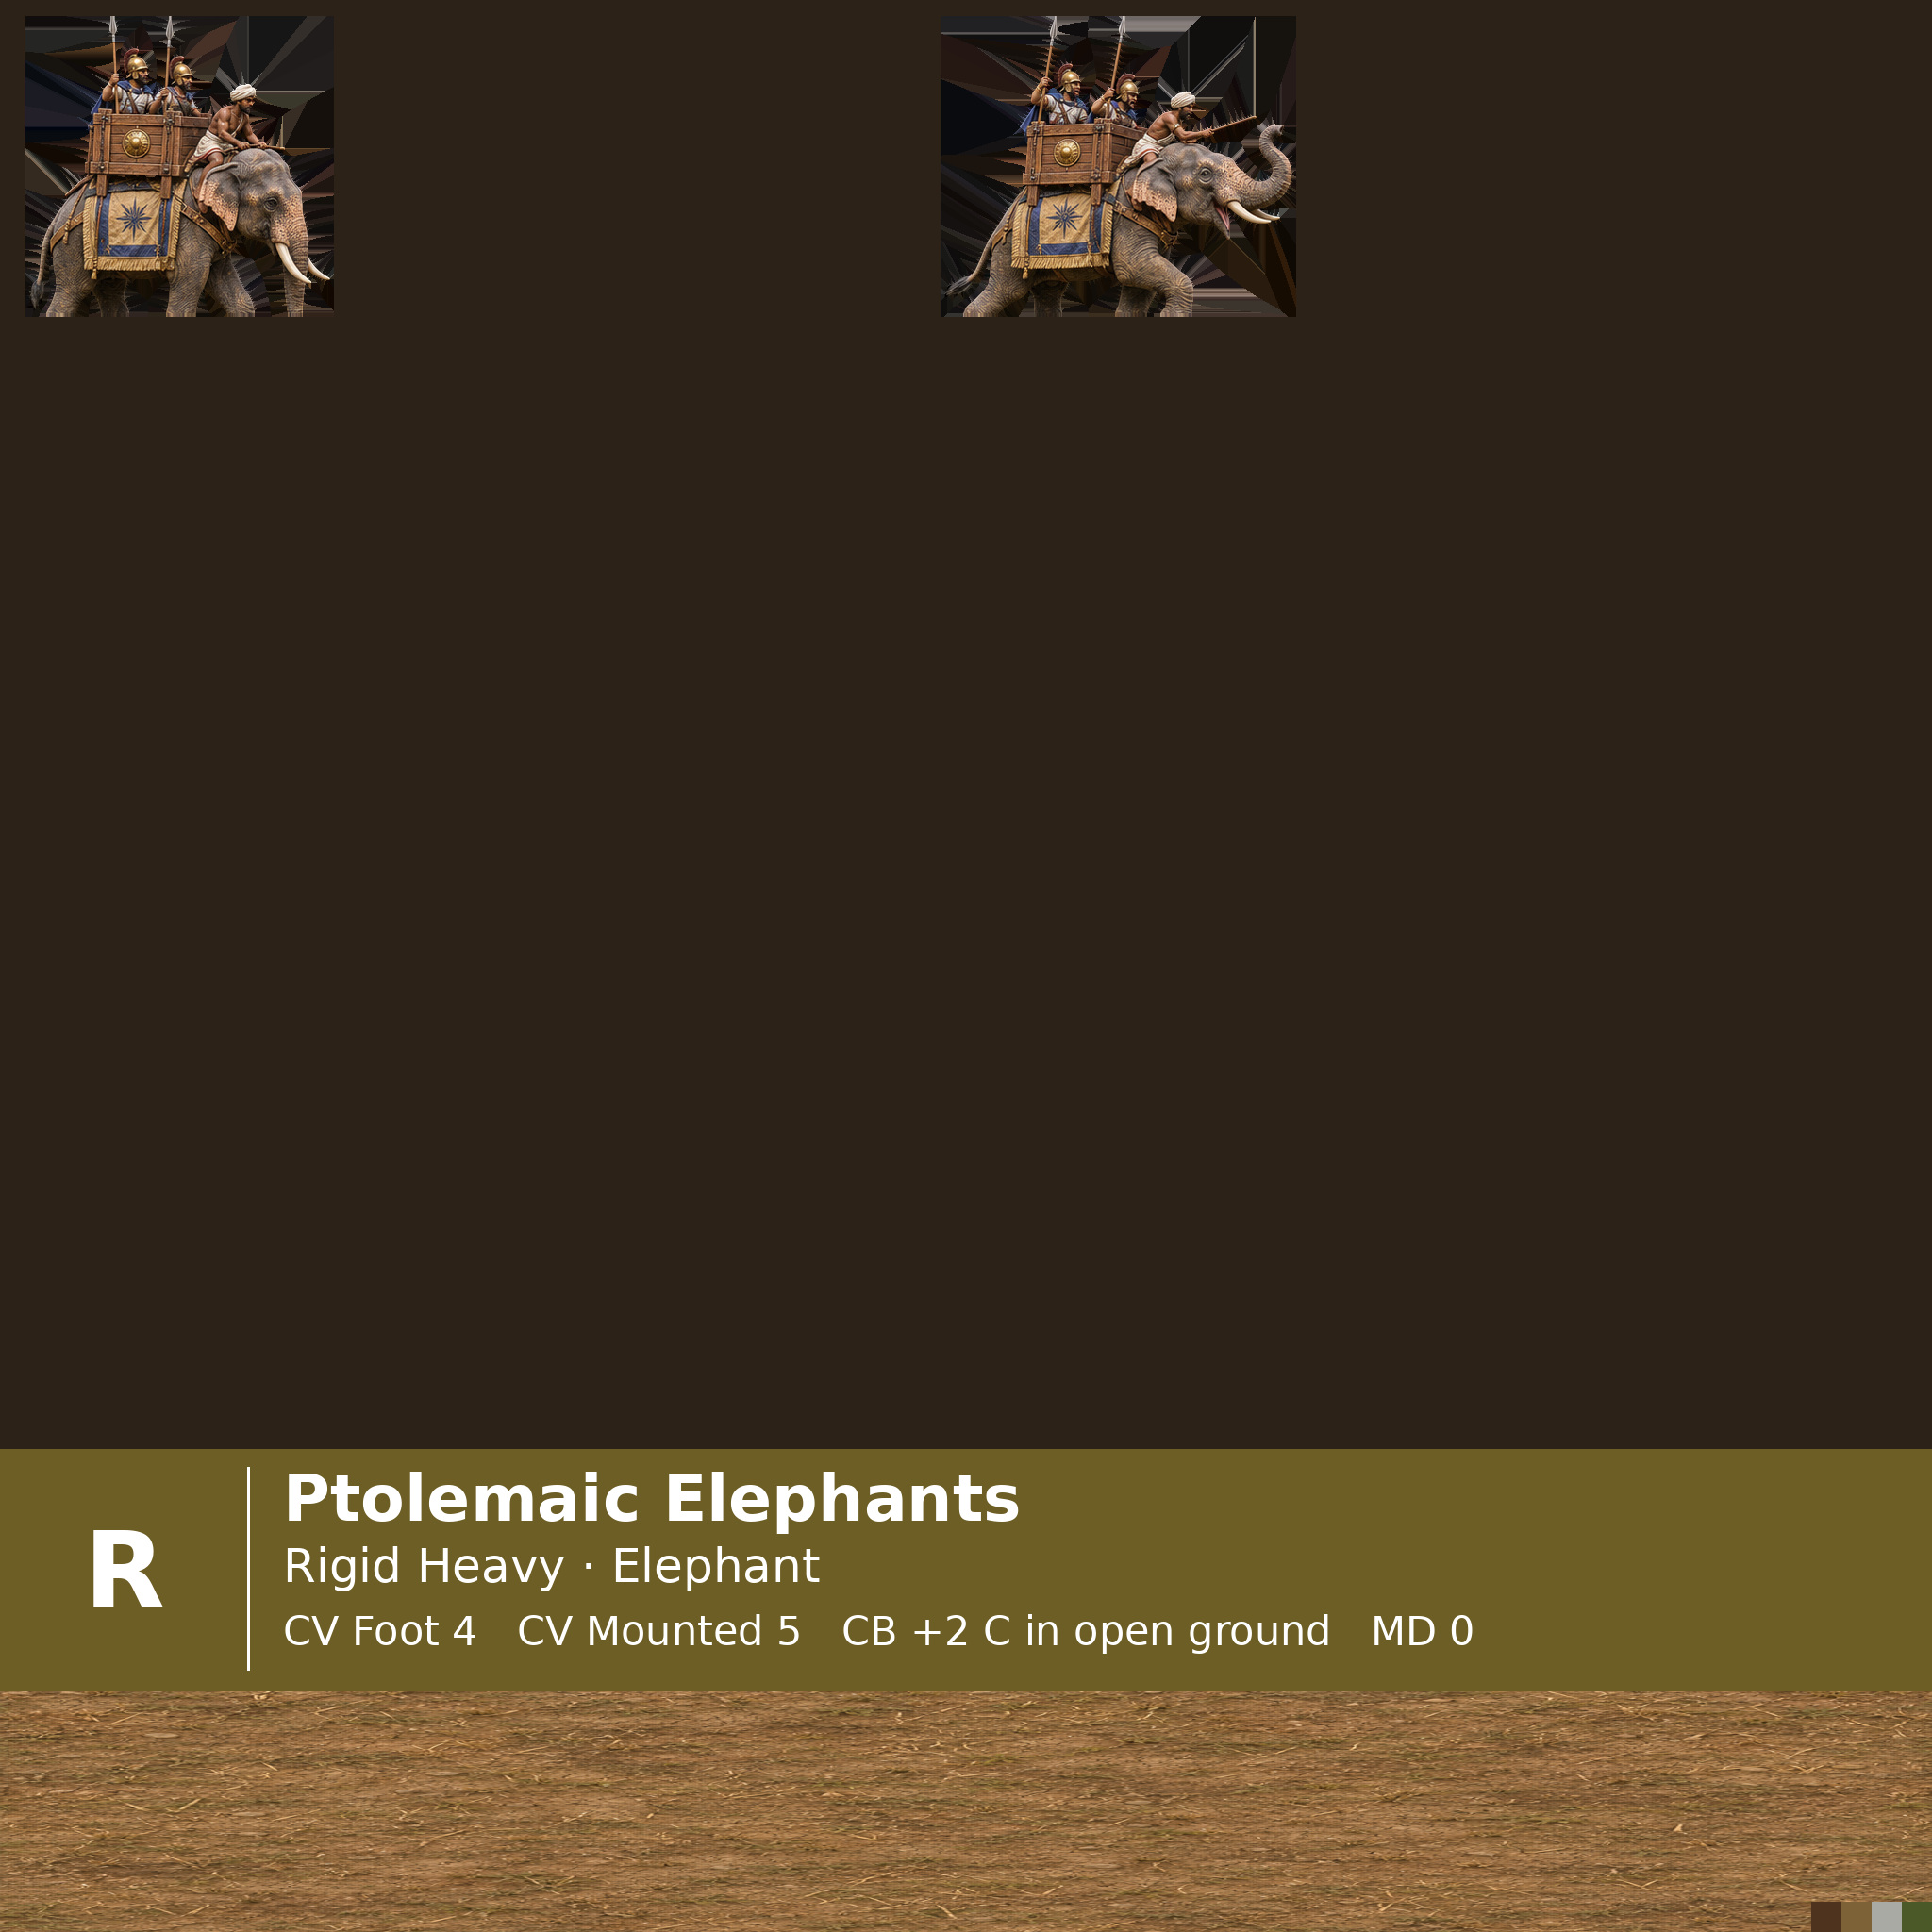 R
Ptolemaic Elephants
Rigid Heavy · Elephant
CV Foot 4 CV Mounted 5 CB +2 C in open ground MD 0